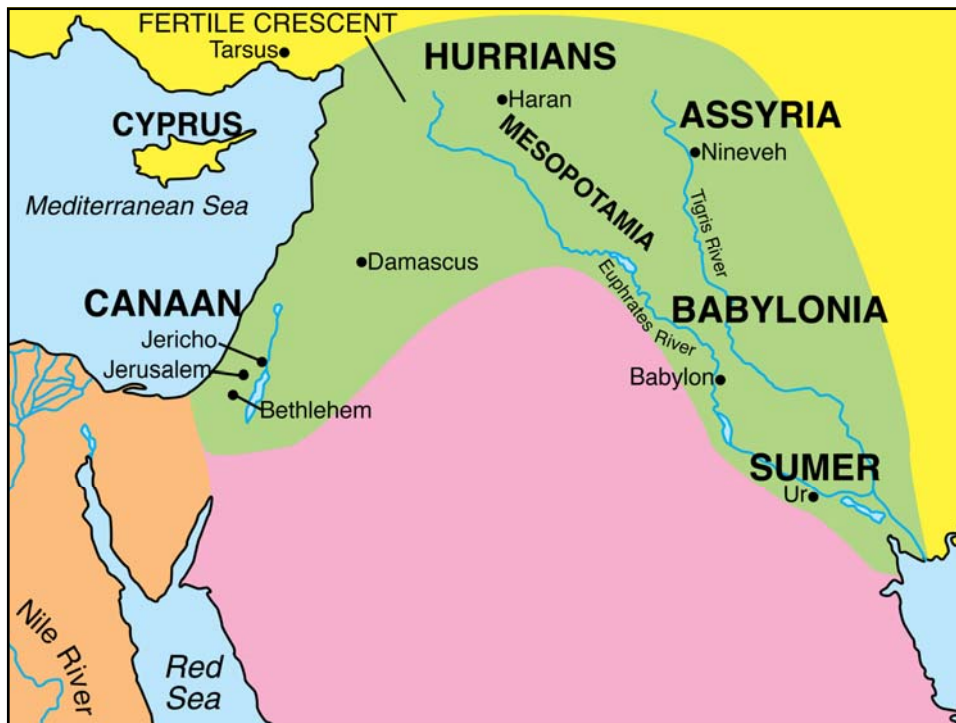 FERTILE CRESCENT
Tarsus
HURRIANS
Haran
ASSYRIA
CYPRUS
MESOPOTAMIA
Nineveh
Mediterranean Sea
Tigris River
Damascus
Euphrates River
CANAAN
BABYLONIA
Jericho
Jerusalem
Babylon
Bethlehem
SUMER
Ur
Nile River
Red
Sea